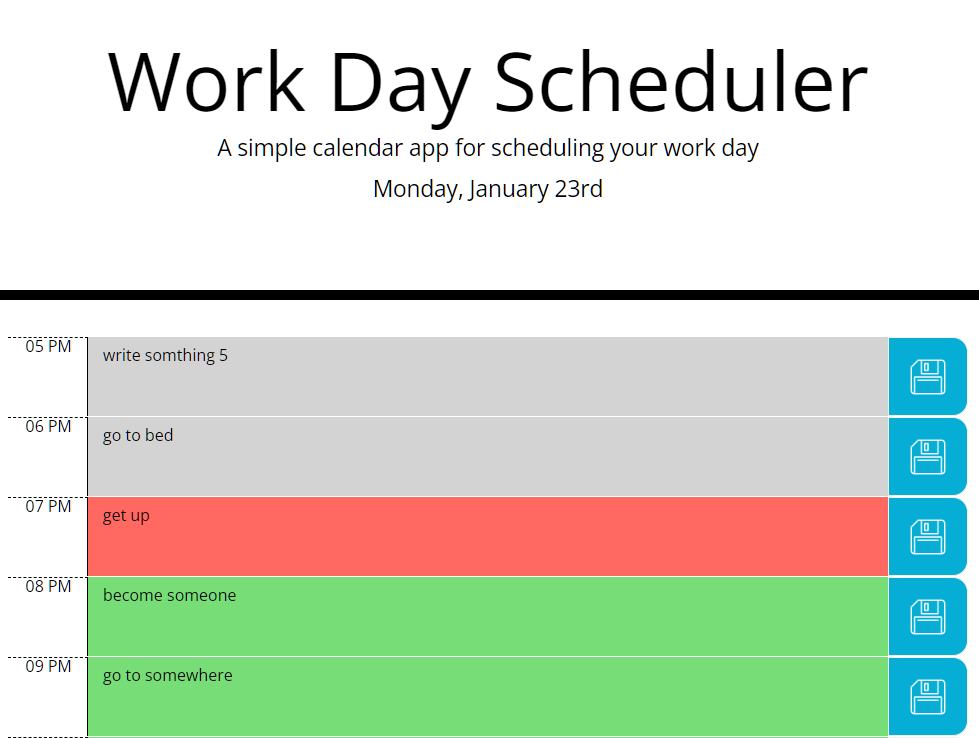 Work Day Scheduler
A simple calendar app for scheduling your work day
Monday, January 23rd
05 PM write somthing 5
06 PM go to bed
07 PM get up
08 PM become someone
09 PM go to somewhere